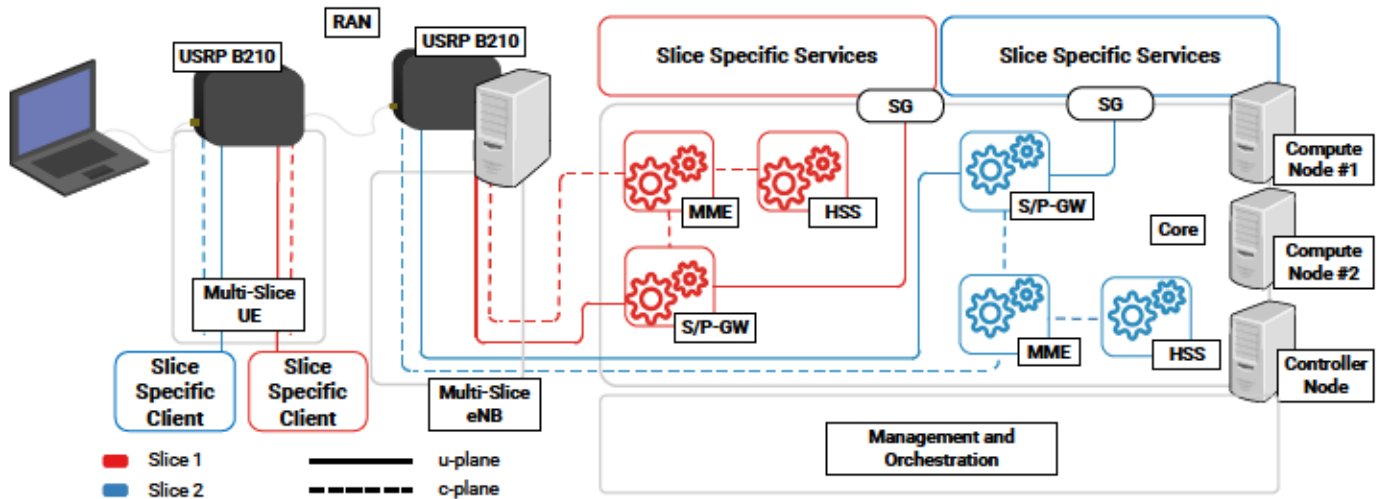 RAN
USRP B210
USRP B210
Slice Specific Services
Slice Specific Services
SG
SG
Compute
Node #1
MME
HSS
S/P-GW
Core
Compute
Node #2
Multi-Slice
UE
S/P-GW
MME
HSS
Controller
Node
Slice
Specific
Client
Slice
Specific
Client
Multi-Slice
eNB
Management and
Orchestration
Slice 1
u-plane
Slice 2
c-plane